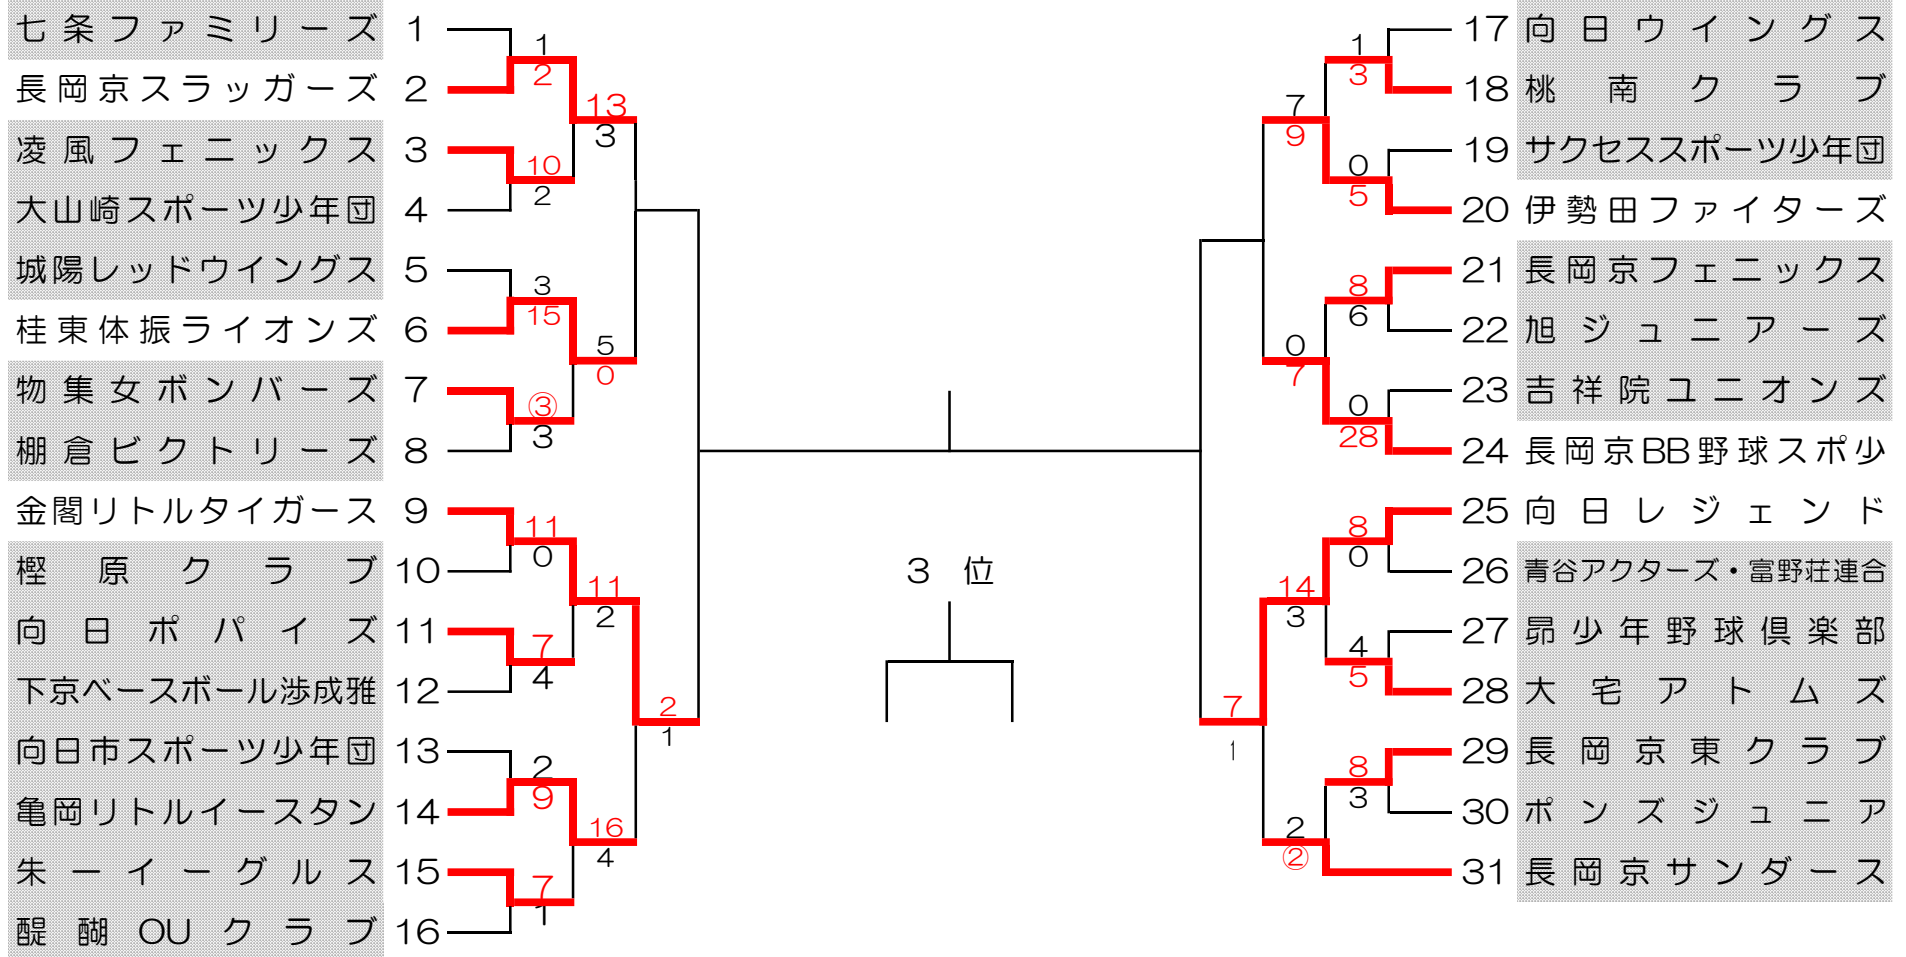 七条ファミリーズ 1
長岡京スラッガーズ 2
凌風フェニックス 3
大山崎スポーツ少年団 4
城陽レッドウイングス 5
桂東体振ライオンズ 6
物集女ボンバーズ 7
棚倉ビクトリーズ 8
金閣リトルタイガース 9
樫原クラブ 10
向日ポパイズ 11
下京ベースボール渉成雅 12
向日市スポーツ少年団 13
亀岡リトルイースタン 14
朱一イーグルス 15
醍醐OUクラブ 16
1
2
10
2
3
15
③
3
11
0
7
4
2
9
7
1
13
3
5
0
11
2
16
4
2
1
3 位
7
9
0
7
14
3
2
②
7
1
1
3
0
5
8
6
0
28
8
0
4
5
8
3
17 向日ウイングス
18 桃南クラブ
19 サクセススポーツ少年団
20 伊勢田ファイターズ
21 長岡京フェニックス
22 旭ジュニアーズ
23 吉祥院ユニオンズ
24 長岡京BB野球スポ少
25 向日レジェンド
26 青谷アクターズ・富野荘連合
27 昴少年野球倶楽部
28 大宅アトムズ
29 長岡京東クラブ
30 ポンズジュニア
31 長岡京サンダース